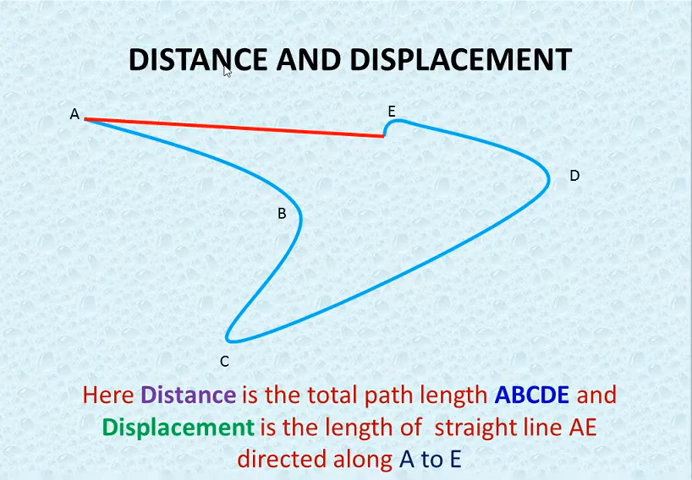 DISTANCE AND DISPLACEMENT
A
E
B
D
C
Here Distance is the total path length ABCDE and
Displacement is the length of straight line AE
directed along A to E